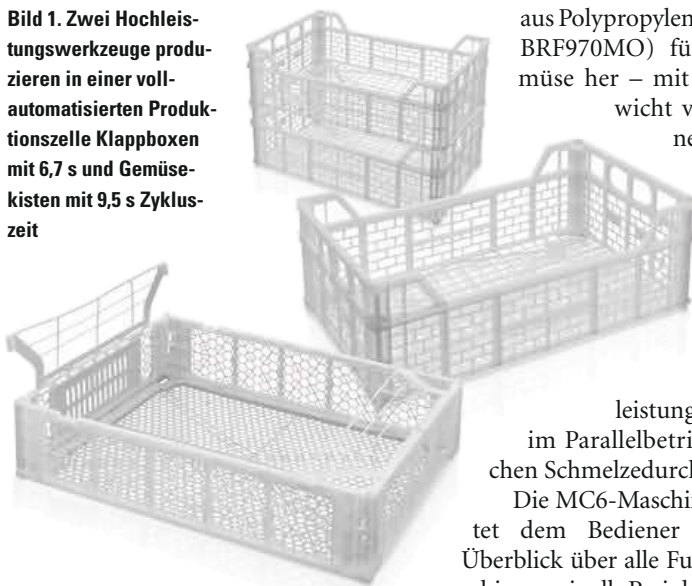 Bild 1. Zwei Hochleis-
tungswerkzeuge produ-
zieren in einer voll-
automatisierten Produk-
tionszelle Klappboxen
mit 6,7 s und Gemüse-
kisten mit 9,5 s Zyklus-
zeit
aus Polypropylen
BRF970MO) fü
müse her – mit
wicht v
ne
leistung
im Parallelbetri
chen Schmelzedurch
Die MC6-Maschin
tet dem Bediener
Überblick über alle Fu